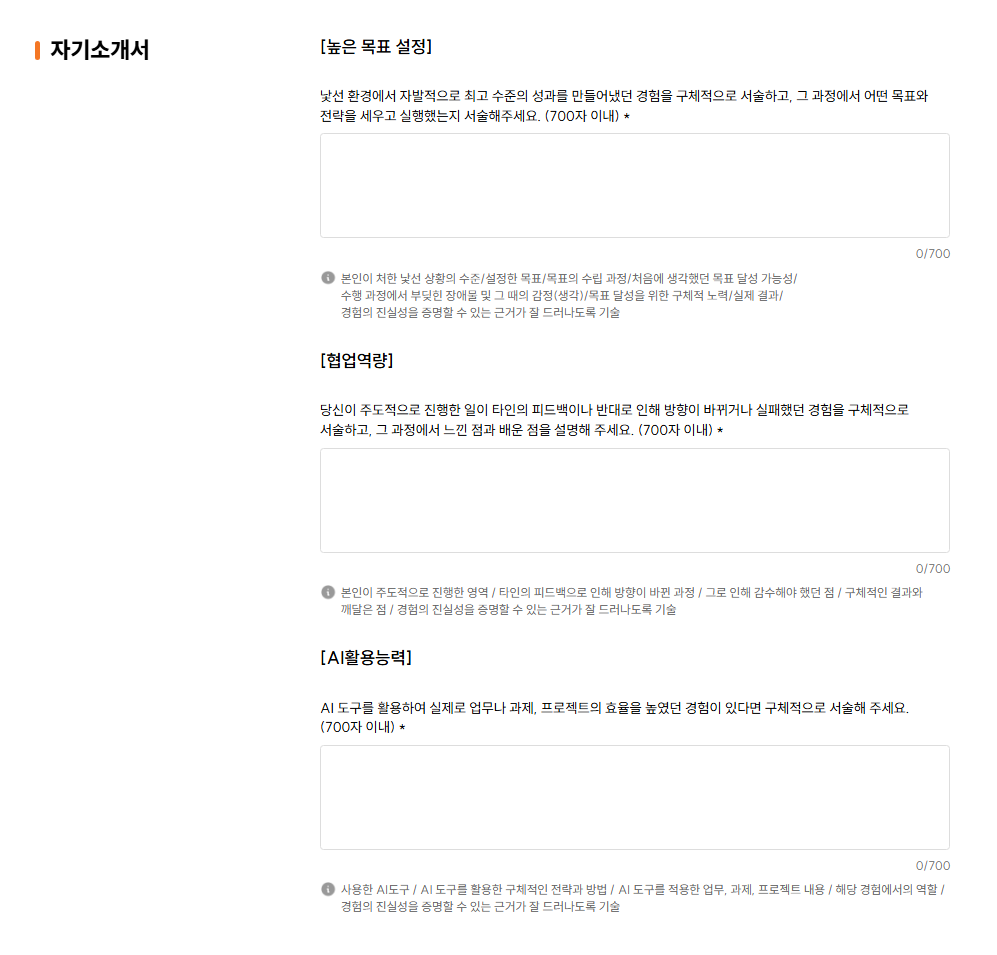 자기소개서
[높은 목표 설정]
낯선 환경에서 자발적으로 최고 수준의 성과를 만들어냈던 경험을 구체적으로 서술하고, 그 과정에서 어떤 목표와
전략을 세우고 실행했는지 서술해주세요. (700자 이내) *
0/700
본인이 처한 낯선 상황의 수준/설정한 목표/목표의 수립 과정/처음에 생각했던 목표 달성 가능성/
수행 과정에서 부딪힌 장애물 및 그 때의 감정(생각)/목표 달성을 위한 구체적 노력/실제 결과/
경험의 진실성을 증명할 수 있는 근거가 잘 드러나도록 기술
[협업역량]
당신이 주도적으로 진행한 일이 타인의 피드백이나 반대로 인해 방향이 바뀌거나 실패했던 경험을 구체적으로
서술하고, 그 과정에서 느낀 점과 배운 점을 설명해 주세요. (700자 이내) *
0/700
본인이 주도적으로 진행한 영역 / 타인의 피드백으로 인해 방향이 바뀐 과정 / 그로 인해 감수해야 했던 점 / 구체적인 결과와
깨달은 점 / 경험의 진실성을 증명할 수 있는 근거가 잘 드러나도록 기술
[AI활용능력]
AI 도구를 활용하여 실제로 업무나 과제, 프로젝트의 효율을 높였던 경험이 있다면 구체적으로 서술해 주세요.
(700자 이내) *
0/700
사용한 AI도구 / AI 도구를 활용한 구체적인 전략과 방법 / AI 도구를 적용한 업무, 과제, 프로젝트 내용 / 해당 경험에서의 역할 /
경험의 진실성을 증명할 수 있는 근거가 잘 드러나도록 기술